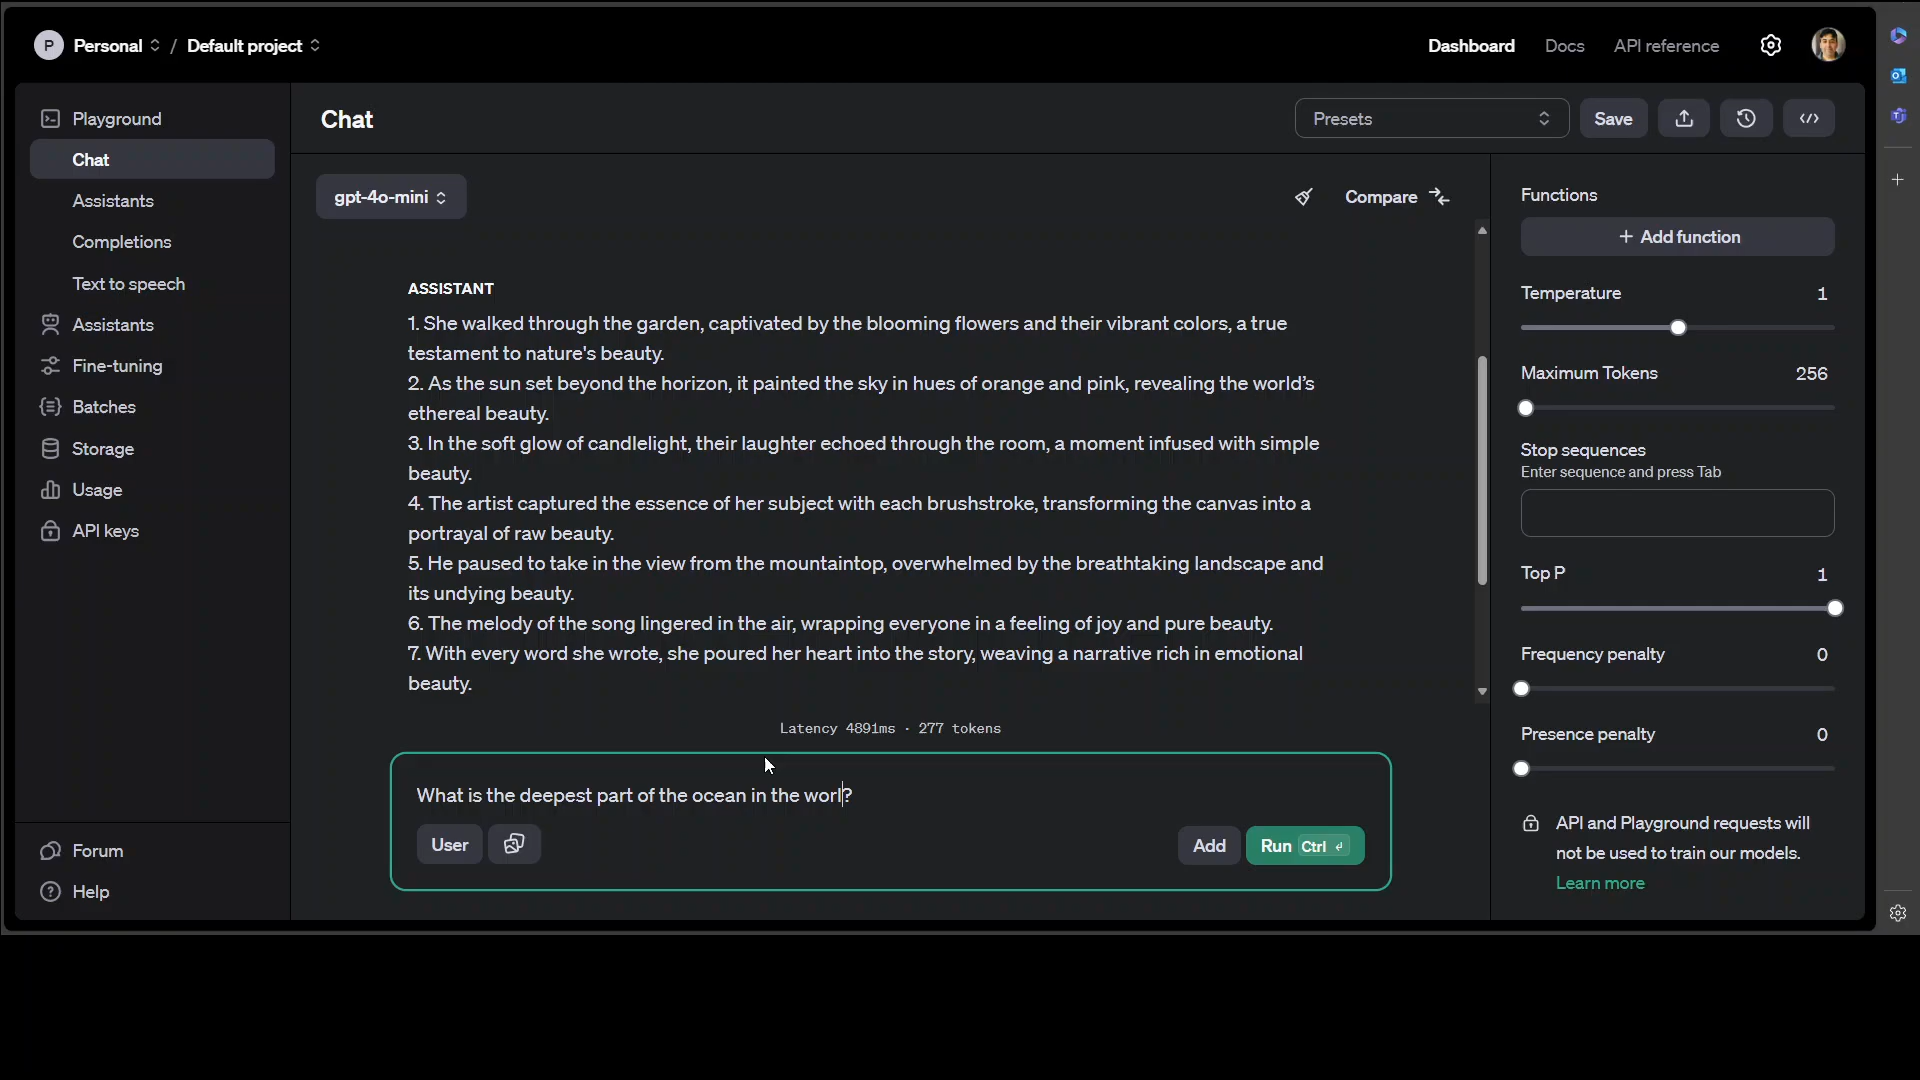 P Personal / Default project
Dashboard Docs API reference
Playground
Chat
Assistants
Completions
Text to speech
Assistants
Fine-tuning
Batches
Storage
Usage
API keys
Forum
Help
Chat
Presets
Save
gpt-4o-mini
Compare
ASSISTANT
1. She walked through the garden, captivated by the blooming flowers and their vibrant colors, a true
testament to nature's beauty.
2. As the sun set beyond the horizon, it painted the sky in hues of orange and pink, revealing the world’s
ethereal beauty.
3. In the soft glow of candlelight, their laughter echoed through the room, a moment infused with simple
beauty.
4. The artist captured the essence of her subject with each brushstroke, transforming the canvas into a
portrayal of raw beauty.
5. He paused to take in the view from the mountaintop, overwhelmed by the breathtaking landscape and
its undying beauty.
6. The melody of the song lingered in the air, wrapping everyone in a feeling of joy and pure beauty.
7. With every word she wrote, she poured her heart into the story, weaving a narrative rich in emotional
beauty.
Latency 4891ms · 277 tokens
What is the deepest part of the ocean in the worl?
User
Add
Run Ctrl ↵
Functions
+ Add function
Temperature 1
Maximum Tokens 256
Stop sequences
Enter sequence and press Tab
Top P 1
Frequency penalty 0
Presence penalty 0
API and Playground requests will
not be used to train our models.
Learn more